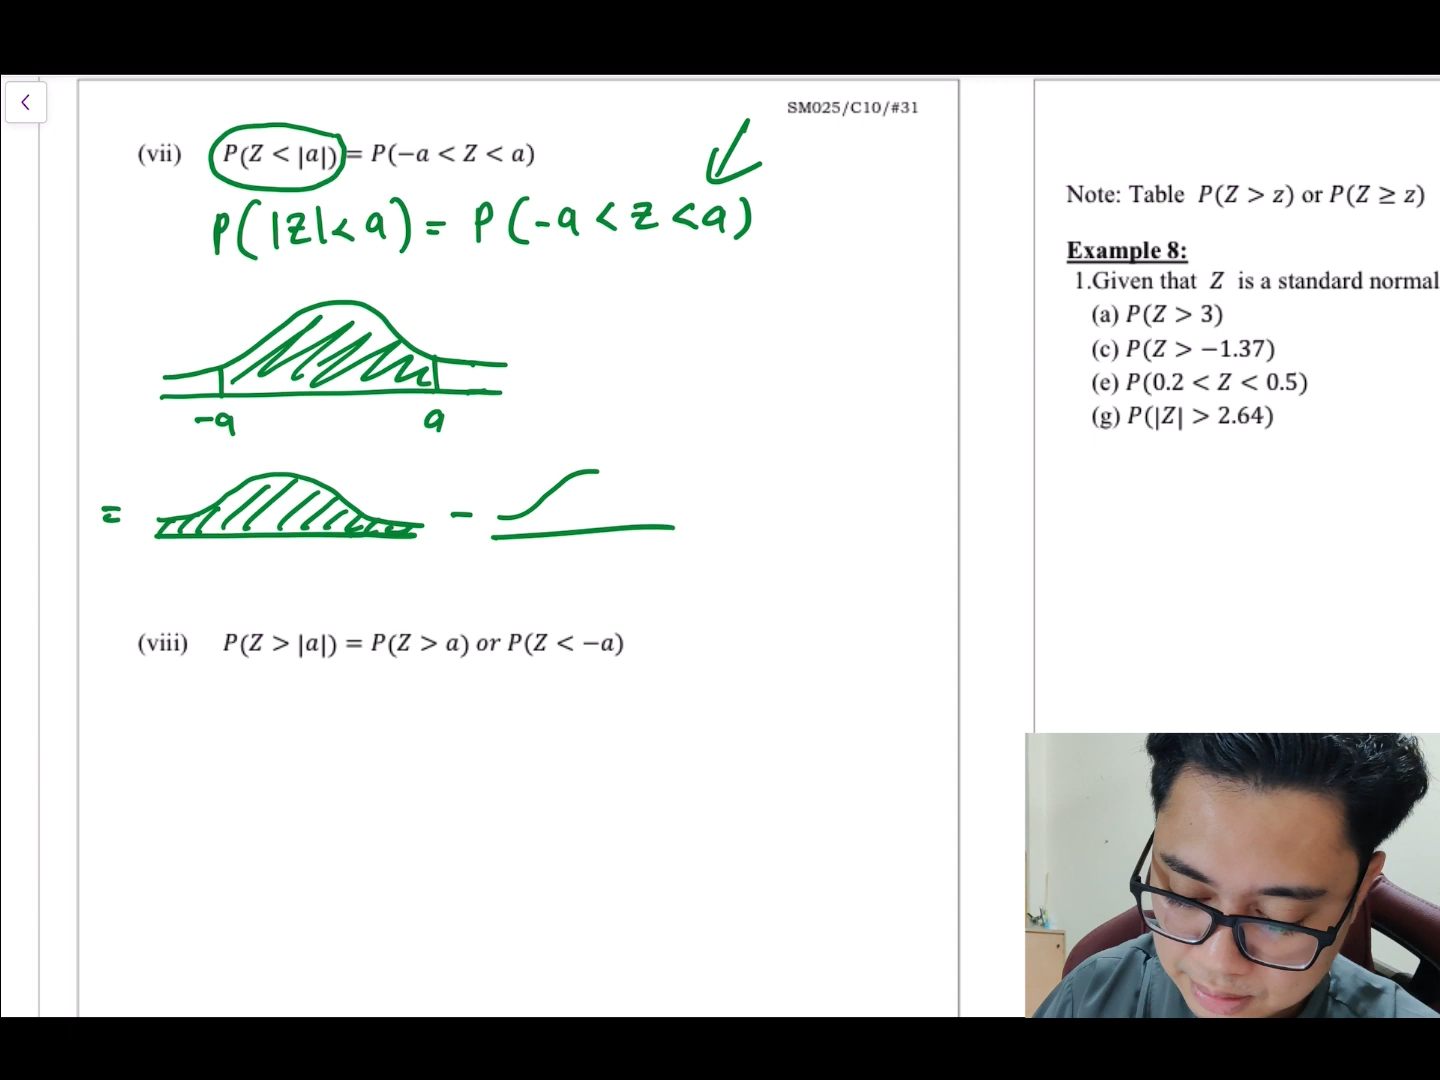 SM025/C10/#31
(vii) P(Z < |a|) = P(−a < Z < a)
P(|Z| < a) = P(-a < Z < a)
-a a
= -
(viii) P(Z > |a|) = P(Z > a) or P(Z < −a)
Note: Table P(Z > z) or P(Z ≥ z)
Example 8:
1.Given that Z is a standard normal
(a) P(Z > 3)
(c) P(Z > −1.37)
(e) P(0.2 < Z < 0.5)
(g) P(|Z| > 2.64)